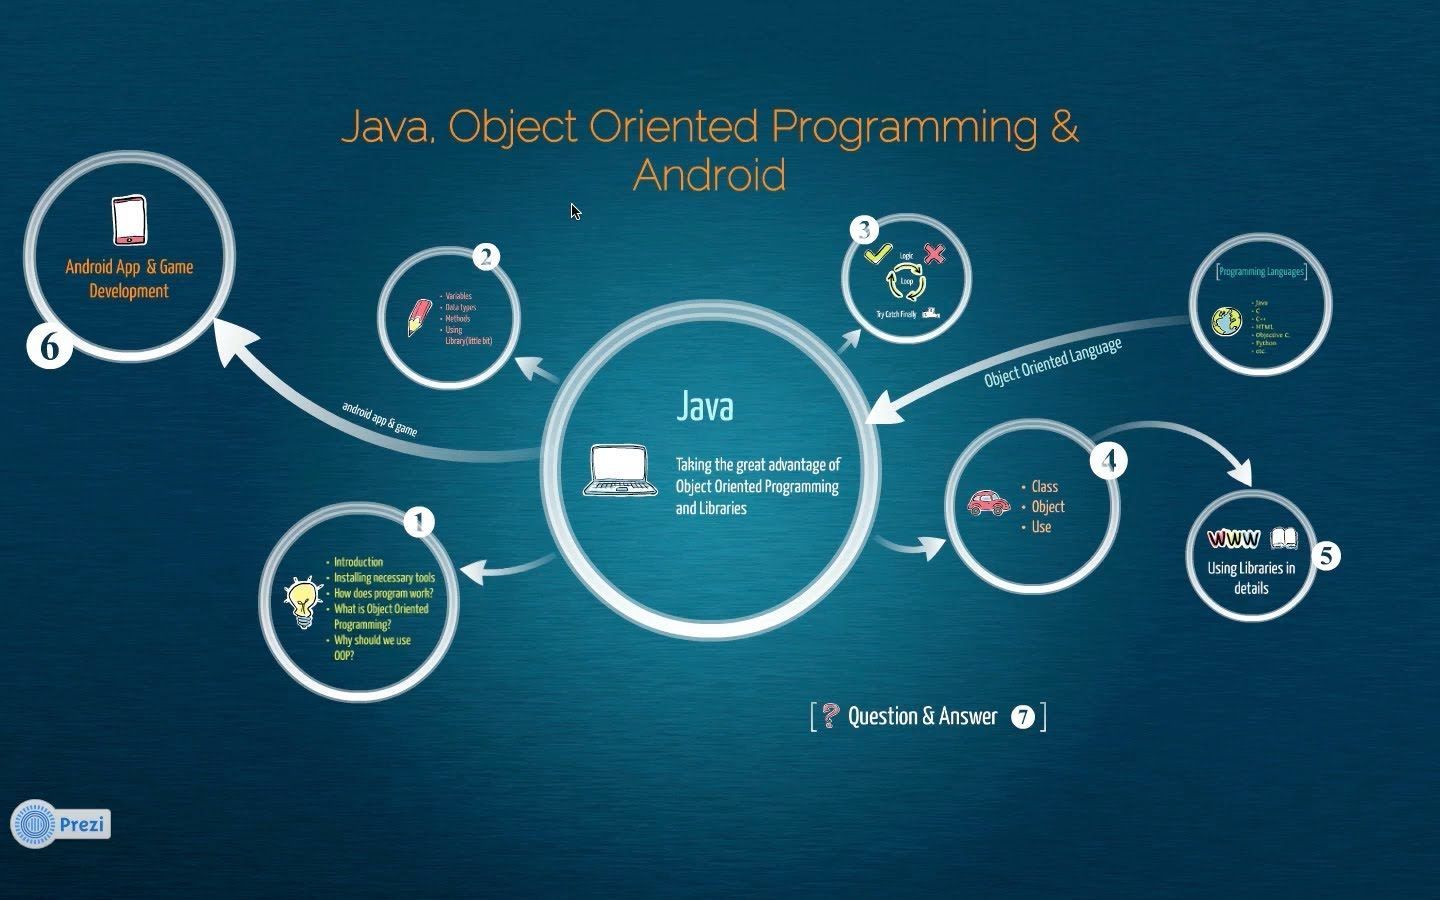 Java, Object Oriented Programming &
Android
6
Android App & Game
Development
android app & game
2
• Variables
• Data types
• Methods
• Using
Library(little bit)
3
Logic
Loop
Try Catch Finally
[Programming Languages]
• Java
• C
• C++
• HTML
• Objective C.
• Python
• etc.
Object Oriented Language
Java
Taking the great advantage of
Object Oriented Programming
and Libraries
1
• Introduction
• Installing necessary tools
• How does program work?
• What is Object Oriented
Programming?
• Why should we use
OOP?
4
• Class
• Object
• Use
WWW
Using Libraries in
details
5
[? Question & Answer 7]
Prezi